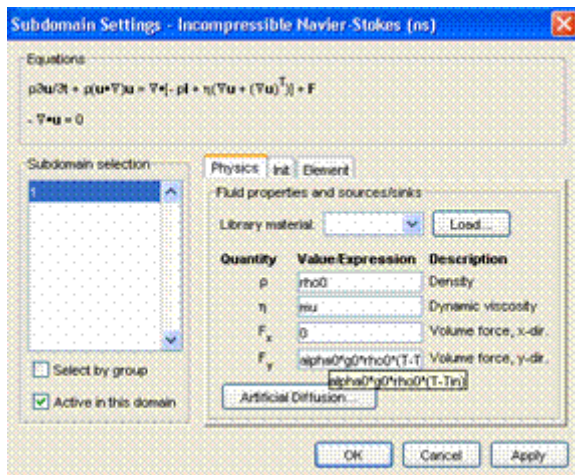 Subdomain Settings - Incompressible Navier-Stokes (ns)
Equations
ρ∂u/∂t + ρ(u•∇)u = ∇•[-pI + η(∇u + (∇u)ᵀ)] + F
- ∇•u = 0
Subdomain selection
1
Select by group
Active in this domain
Physics Init Element
Fluid properties and sources/sinks
Library material: Load...
Quantity Value/Expression Description
ρ rho0 Density
η mu Dynamic viscosity
Fₓ 0 Volume force, x-dir.
Fᵧ alpha0*g0*rho0*(T-T Volume force, y-dir.
alpha0*g0*rho0*(T-Tin)
Artificial Diffusion...
OK Cancel Apply